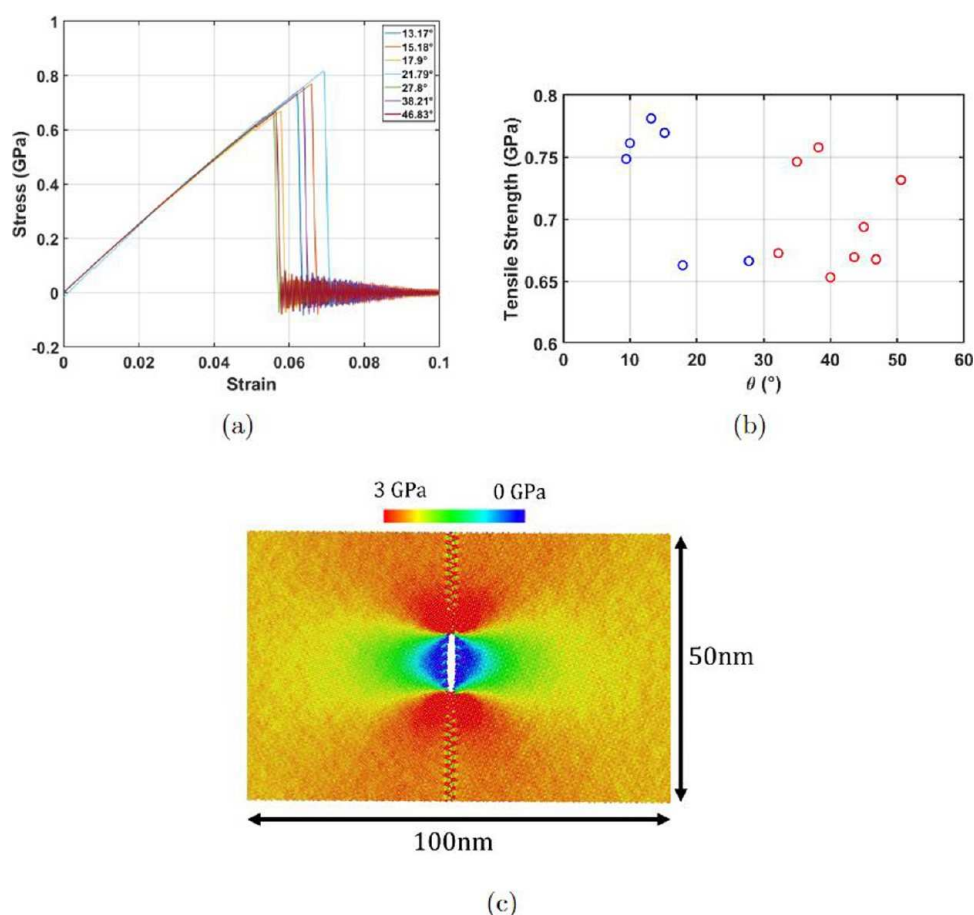 1
0.8
0.6
0.4
0.2
0
-0.2
Stress (GPa)
0 0.02 0.04 0.06 0.08 0.1
Strain
13.17°
15.18°
17.9°
21.79°
27.8°
38.21°
46.83°
(a)
0.8
0.75
0.7
0.65
0.6
Tensile Strength (GPa)
0 10 20 30 40 50 60
θ (°)
(b)
3 GPa 0 GPa
50nm
100nm
(c)